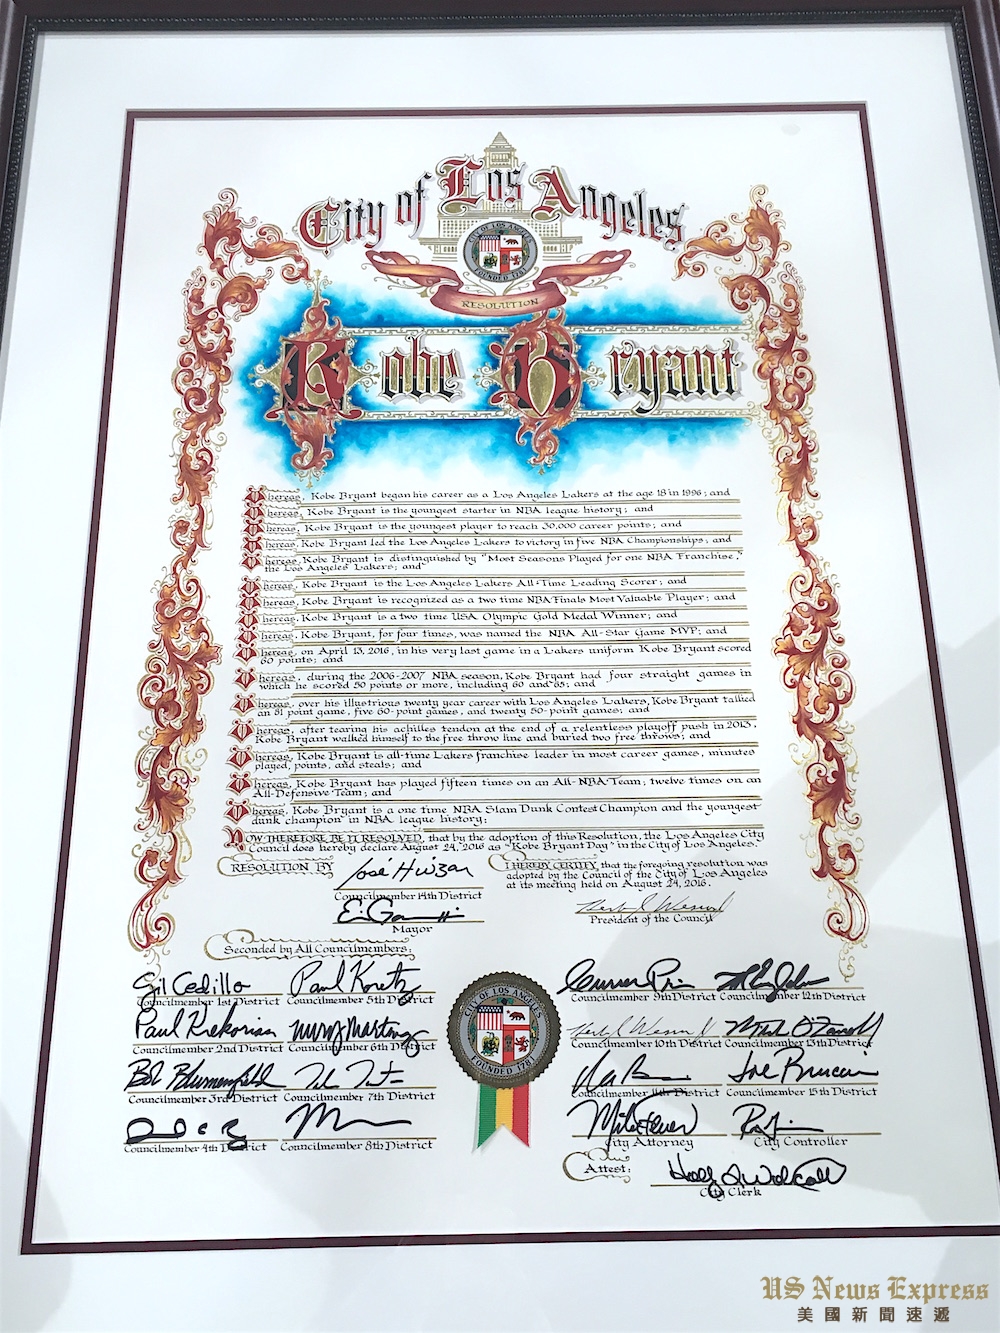 City of Los Angeles
CITY OF LOS ANGELES
FOUNDED 1781
RESOLUTION
Kobe Bryant
Whereas, Kobe Bryant began his career as a Los Angeles Lakers at the age 18 in 1996; and
Whereas, Kobe Bryant is the youngest starter in NBA league history; and
Whereas, Kobe Bryant is the youngest player to reach 30,000 career points; and
Whereas, Kobe Bryant led the Los Angeles Lakers to victory in five NBA Championships; and
Whereas, Kobe Bryant is distinguished by "Most Seasons Played for one NBA Franchise,"
the Los Angeles Lakers; and
Whereas, Kobe Bryant is the Los Angeles Lakers All-Time Leading Scorer; and
Whereas, Kobe Bryant is recognized as a two time NBA Finals Most Valuable Player; and
Whereas, Kobe Bryant is a two time USA Olympic Gold Medal Winner; and
Whereas, Kobe Bryant, for four times, was named the NBA All-Star Game MVP; and
Whereas, on April 13, 2016, in his very last game in a Lakers uniform Kobe Bryant scored
60 points; and
Whereas, during the 2006-2007 NBA season, Kobe Bryant had four straight games in
which he scored 50 points or more, including 60 and 65; and
Whereas, over his illustrious twenty year career with Los Angeles Lakers, Kobe Bryant tallied
an 81 point game, five 60-point games, and twenty 50-point games; and
Whereas, after tearing his achilles tendon at the end of a relentless playoff push in 2013,
Kobe Bryant walked himself to the free throw line and buried two free throws; and
Whereas, Kobe Bryant is all-time Lakers franchise leader in most career games, minutes
played, points, and steals; and
Whereas, Kobe Bryant has played fifteen times on an All-NBA Team; twelve times on an
All-Defensive Team; and
Whereas, Kobe Bryant is a one time NBA Slam Dunk Contest Champion and the youngest
dunk champion in NBA league history:
NOW THEREFORE BE IT RESOLVED, that by the adoption of this Resolution, the Los Angeles City
Council does hereby declare August 24, 2016 as "Kobe Bryant Day" in the City of Los Angeles.
RESOLUTION BY
José Huizar
Councilmember 14th District
Mayor
I HEREBY CERTIFY, that the foregoing resolution was
adopted by the Council of the City of Los Angeles
at its meeting held on August 24, 2016.
President of the Council
Seconded by All Councilmembers:
Gil Cedillo
Councilmember 1st District
Paul Koretz
Councilmember 5th District
Paul Krekorian
Councilmember 2nd District
Councilmember 6th District
Bob Blumenfield
Councilmember 3rd District
Councilmember 7th District
Councilmember 4th District
Councilmember 8th District
CITY OF LOS ANGELES
FOUNDED 1781
Councilmember 9th District
Councilmember 12th District
Councilmember 10th District
Councilmember 13th District
Councilmember 11th District
Councilmember 15th District
City Attorney
City Controller
Attest:
City Clerk
US News Express
美國新聞速遞